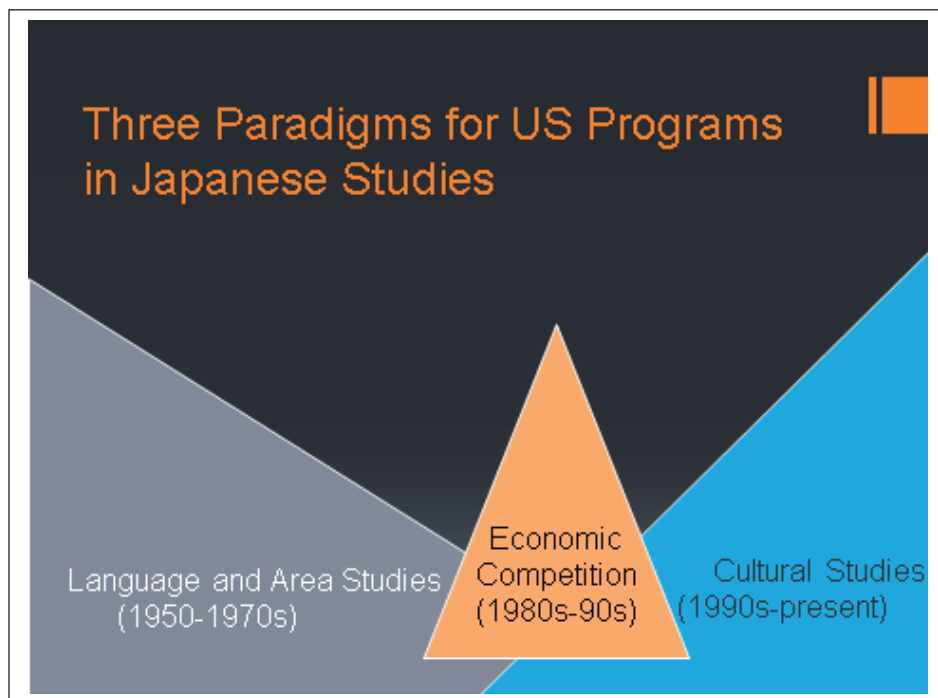 Three Paradigms for US Programs
in Japanese Studies
Language and Area Studies
(1950-1970s)
Economic
Competition
(1980s-90s)
Cultural Studies
(1990s-present)